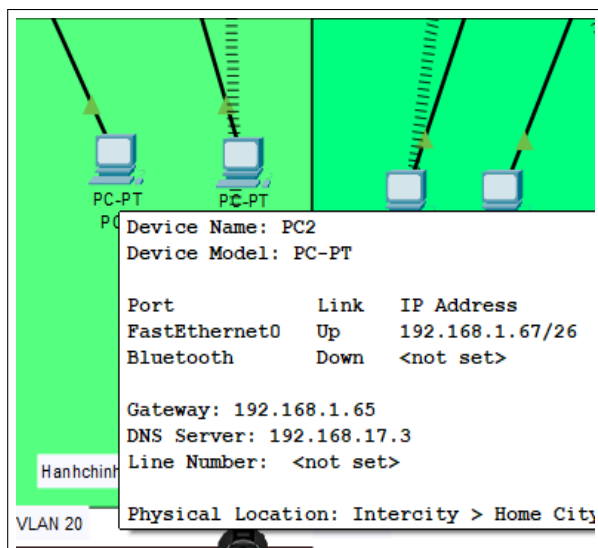 PC-PT
PC-PT
Device Name: PC2
Device Model: PC-PT
Port Link IP Address
FastEthernet0 Up 192.168.1.67/26
Bluetooth Down <not set>
Gateway: 192.168.1.65
DNS Server: 192.168.17.3
Line Number: <not set>
Hanhchinh
Physical Location: Intercity > Home City
VLAN 20